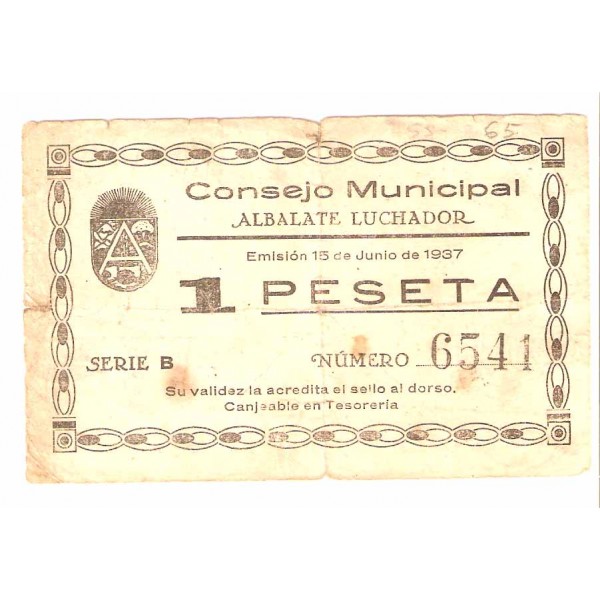 65
Consejo Municipal
ALBALATE LUCHADOR
Emisión 15 de Junio de 1937
1 PESETA
SERIE B
NÚMERO 6541
Su validez la acredita el sello al dorso.
Canjeable en Tesorería